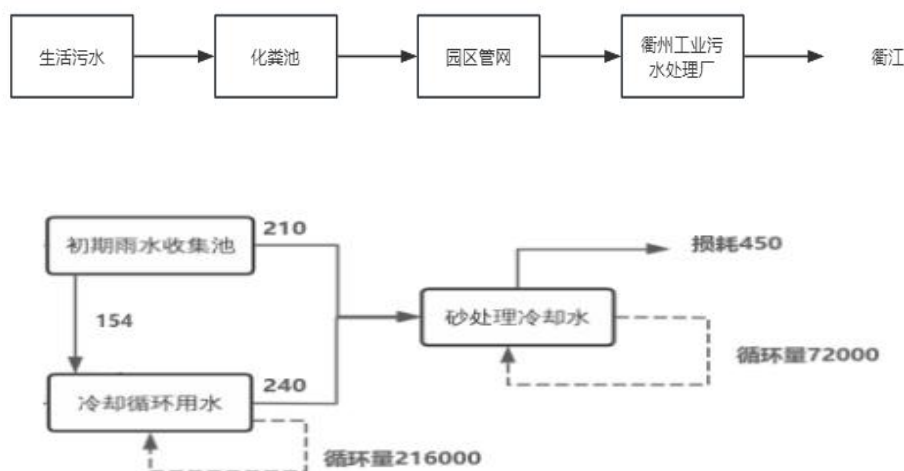 生活污水
化粪池
园区管网
衢州工业污
水处理厂
衢江
初期雨水收集池
210
损耗450
154
砂处理冷却水
循环量72000
冷却循环用水
240
循环量216000